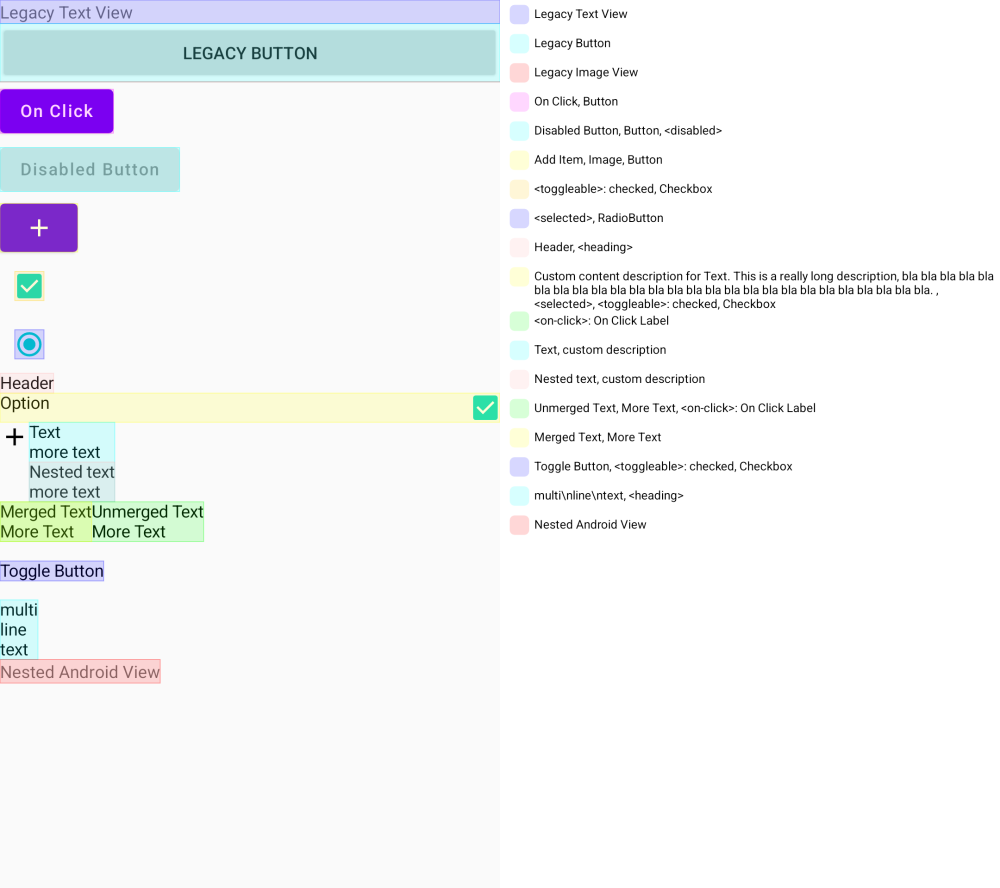 Legacy Text View
LEGACY BUTTON
On Click
Disabled Button
Header
Option
Text
more text
Nested text
more text
Merged Text
More Text
Unmerged Text
More Text
Toggle Button
multi
line
text
Nested Android View
Legacy Text View
Legacy Button
Legacy Image View
On Click, Button
Disabled Button, Button, <disabled>
Add Item, Image, Button
<toggleable>: checked, Checkbox
<selected>, RadioButton
Header, <heading>
Custom content description for Text. This is a really long description, bla bla bla bla bla
bla bla bla bla bla bla bla bla bla bla bla bla bla bla bla bla bla bla bla bla bla bla bla. ,
<selected>, <toggleable>: checked, Checkbox
<on-click>: On Click Label
Text, custom description
Nested text, custom description
Unmerged Text, More Text, <on-click>: On Click Label
Merged Text, More Text
Toggle Button, <toggleable>: checked, Checkbox
multi\nline\ntext, <heading>
Nested Android View